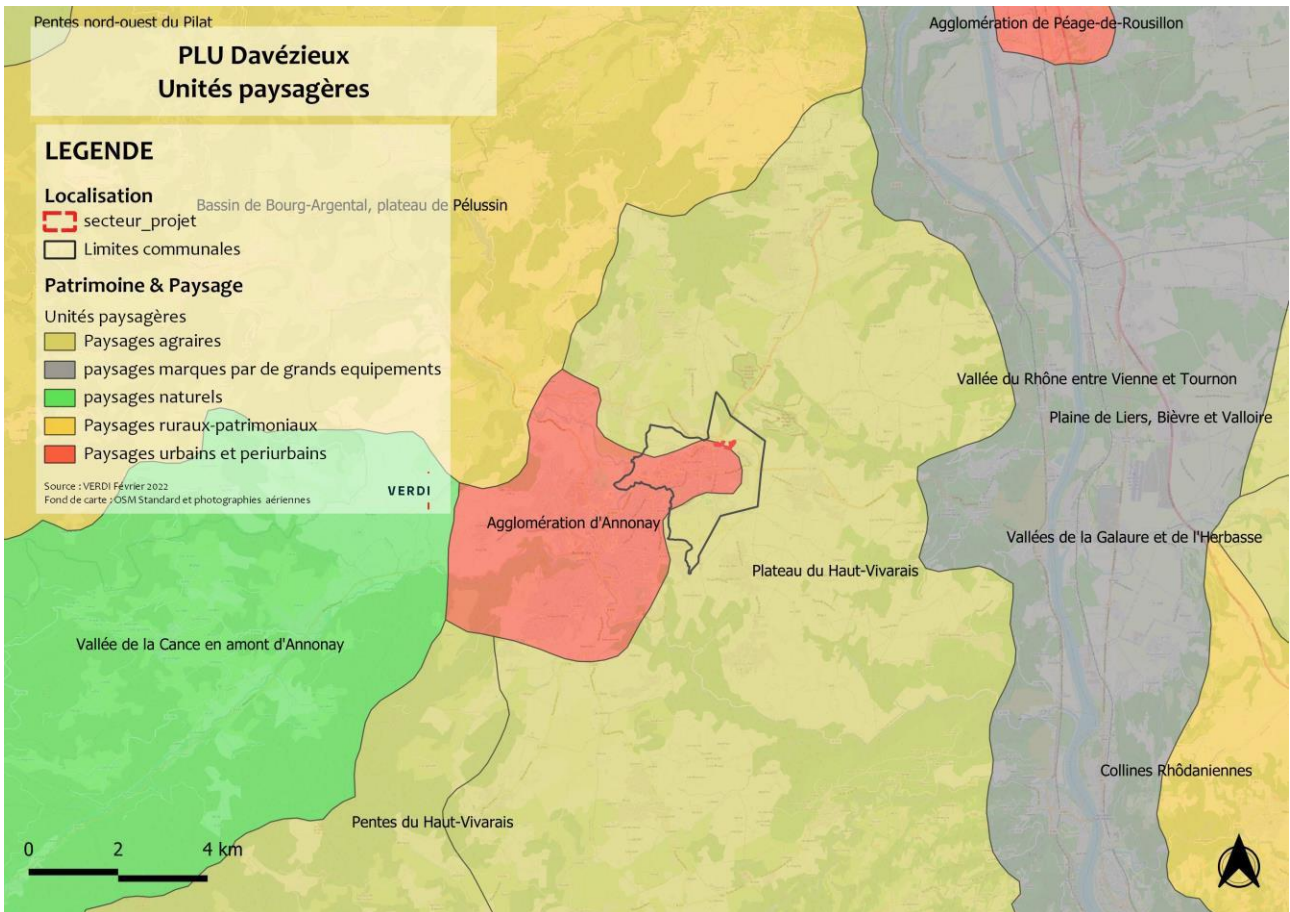 Pentes nord-ouest du Pilat
Agglomération de Péage-de-Rousillon
PLU Davézieux
Unités paysagères
LEGENDE
Localisation
Bassin de Bourg-Argental, plateau de Pélussin
secteur_projet
Limites communales
Patrimoine & Paysage
Unités paysagères
Paysages agraires
paysages marques par de grands equipements
paysages naturels
Paysages ruraux-patrimoniaux
Paysages urbains et periurbains
Source : VERDI Février 2022
Fond de carte : OSM Standard et photographies aériennes
VERDI
Vallée du Rhône entre Vienne et Tournon
Plaine de Liers, Bièvre et Valloire
Agglomération d'Annonay
Vallées de la Galaure et de l'Herbasse
Plateau du Haut-Vivarais
Vallée de la Cance en amont d'Annonay
Collines Rhôdaniennes
Pentes du Haut-Vivarais
0 2 4 km